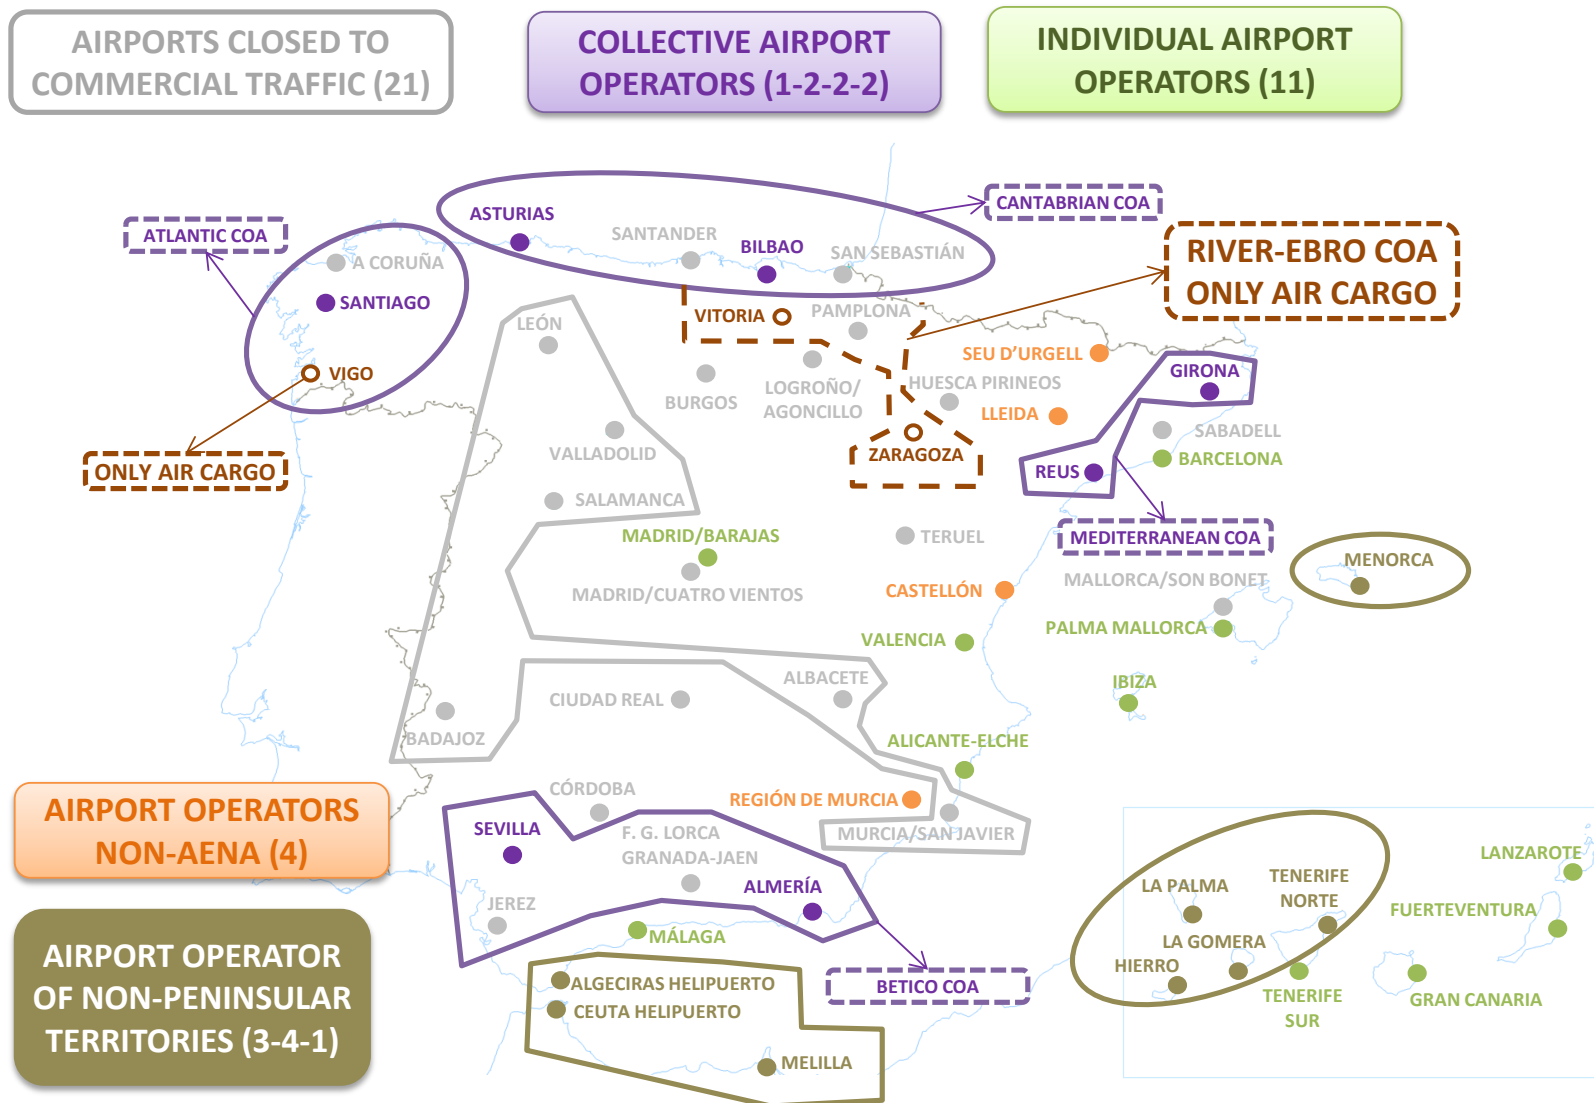 AIRPORTS CLOSED TO
COMMERCIAL TRAFFIC (21)
COLLECTIVE AIRPORT
OPERATORS (1-2-2-2)
INDIVIDUAL AIRPORT
OPERATORS (11)
ATLANTIC COA
ASTURIAS
SANTANDER
BILBAO
SAN SEBASTIÁN
CANTABRIAN COA
RIVER-EBRO COA
ONLY AIR CARGO
A CORUÑA
SANTIAGO
VIGO
ONLY AIR CARGO
LEÓN
VITORIA
PAMPLONA
BURGOS
LOGROÑO/
AGONCILLO
HUESCA PIRINEOS
SEU D'URGELL
LLEIDA
GIRONA
SABADELL
BARCELONA
REUS
ZARAGOZA
VALLADOLID
SALAMANCA
MADRID/BARAJAS
MADRID/CUATRO VIENTOS
TERUEL
MEDITERRANEAN COA
MENORCA
MALLORCA/SON BONET
PALMA MALLORCA
CASTELLÓN
VALENCIA
IBIZA
ALBACETE
CIUDAD REAL
BADAJOZ
ALICANTE-ELCHE
AIRPORT OPERATORS
NON-AENA (4)
CÓRDOBA
REGIÓN DE MURCIA
MURCIA/SAN JAVIER
SEVILLA
F. G. LORCA
GRANADA-JAEN
ALMERÍA
JEREZ
MÁLAGA
BETICO COA
AIRPORT OPERATOR
OF NON-PENINSULAR
TERRITORIES (3-4-1)
ALGECIRAS HELIPUERTO
CEUTA HELIPUERTO
MELILLA
LA PALMA
TENERIFE
NORTE
LA GOMERA
HIERRO
TENERIFE
SUR
GRAN CANARIA
FUERTEVENTURA
LANZAROTE